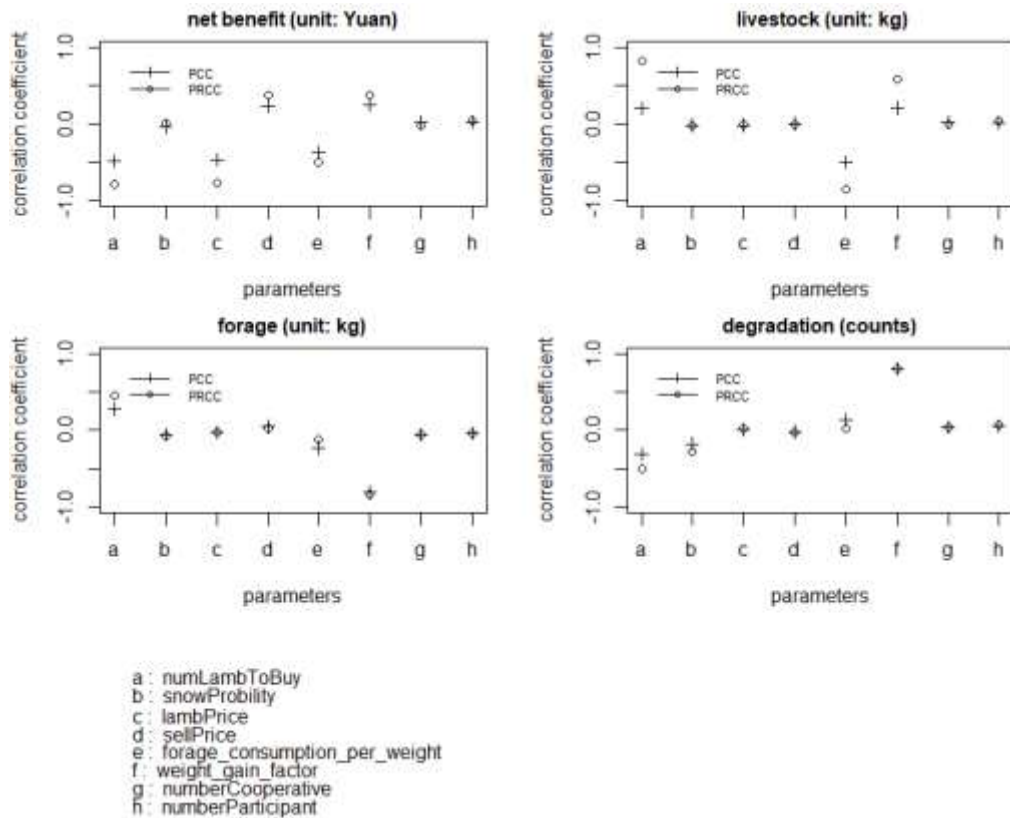 net benefit (unit: Yuan)
correlation coefficient
1.0
0.0
-1.0
PCC
PRCC
a b c d e f g h
parameters
livestock (unit: kg)
correlation coefficient
1.0
0.0
-1.0
PCC
PRCC
a b c d e f g h
parameters
forage (unit: kg)
correlation coefficient
1.0
0.0
-1.0
PCC
PRCC
a b c d e f g h
parameters
degradation (counts)
correlation coefficient
1.0
0.0
-1.0
PCC
PRCC
a b c d e f g h
parameters
a : numLambToBuy
b : snowProbility
c : lambPrice
d : sellPrice
e : forage_consumption_per_weight
f : weight_gain_factor
g : numberCooperative
h : numberParticipant